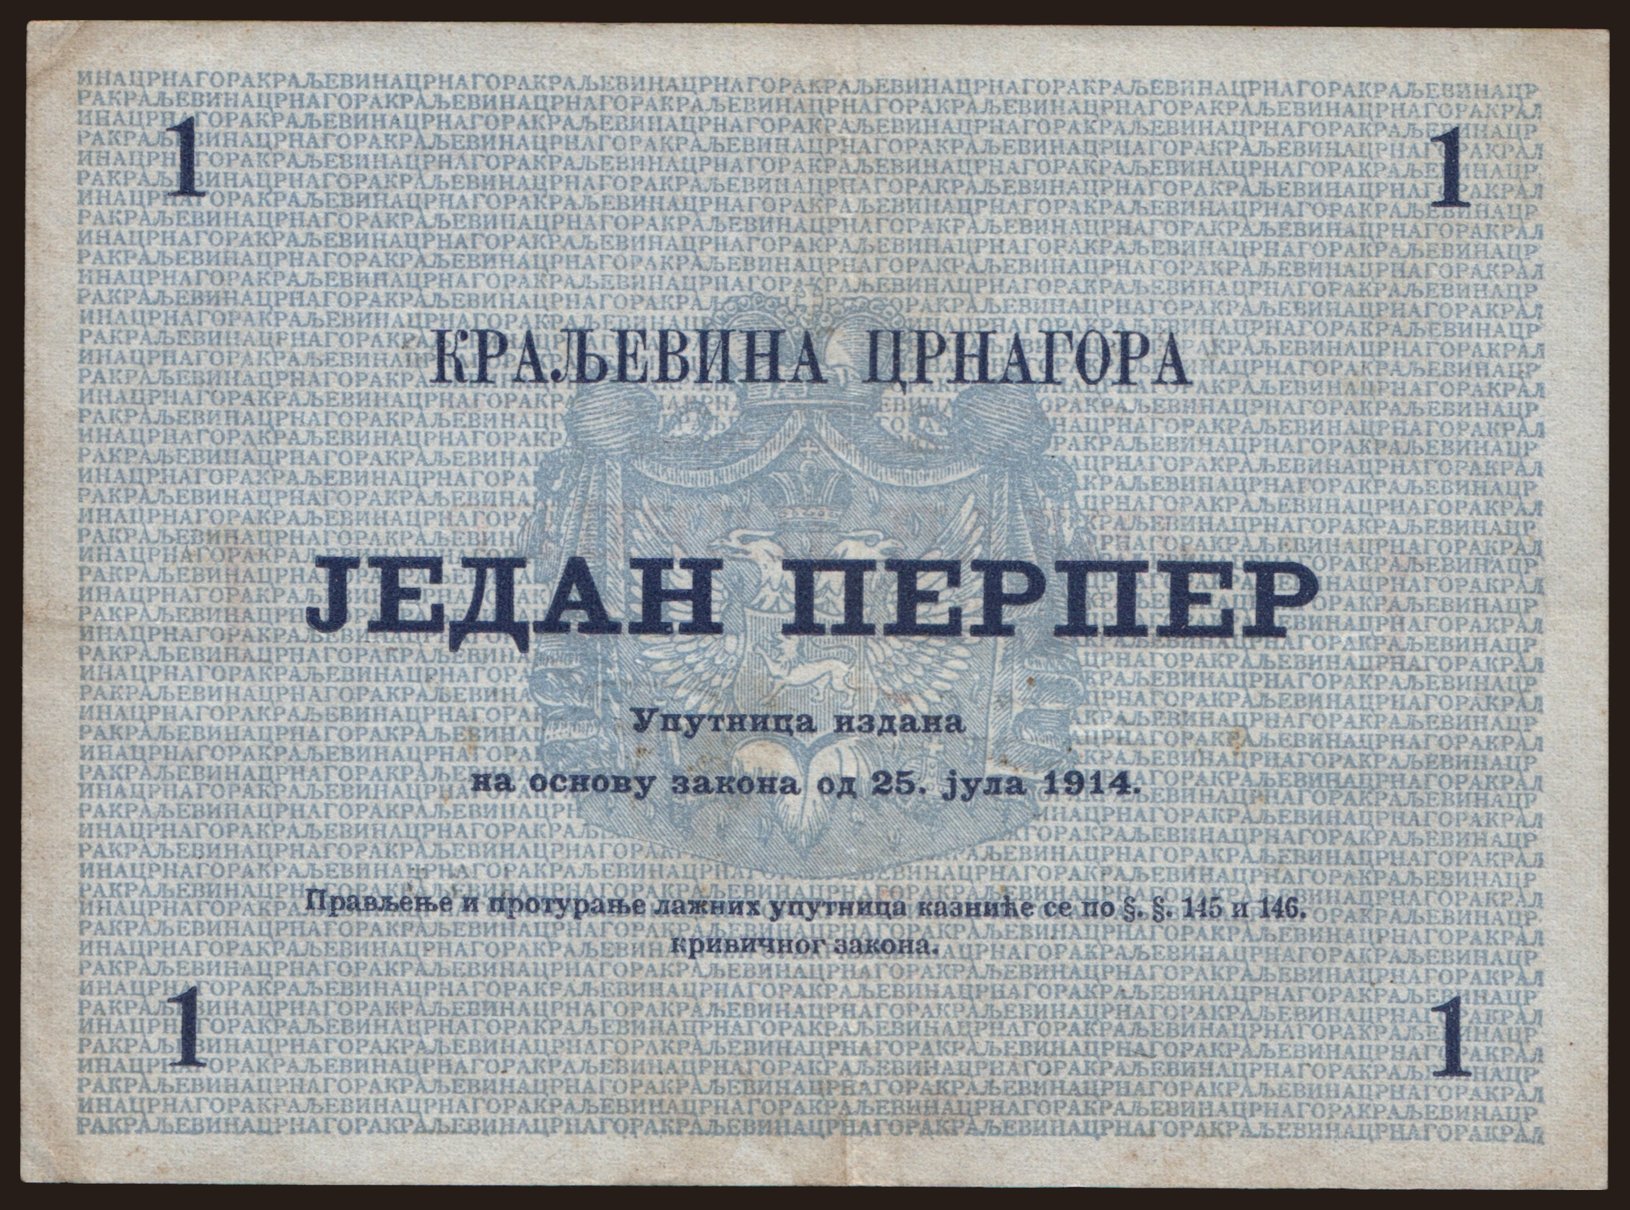 1 1
КРАЉЕВИНА ЦРНАГОРА
ЈЕДАН ПЕРПЕР
Упутница издана
на основу закона од 25. јула 1914.
Прављење и протурање лажних упутница казниће се по §. §. 145 и 146.
кривичног закона.
1 1